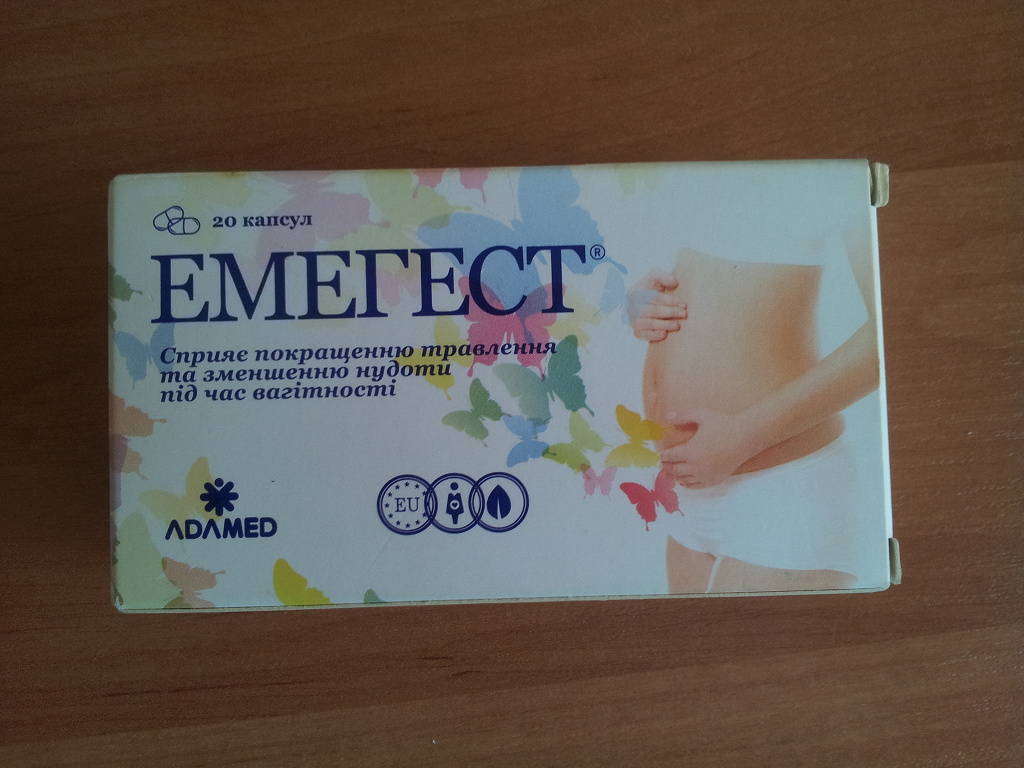 20 капсул
ЕМЕГЕСТ®
Сприяє покращенню травлення
та зменшенню нудоти
під час вагітності
ADAMED
EU